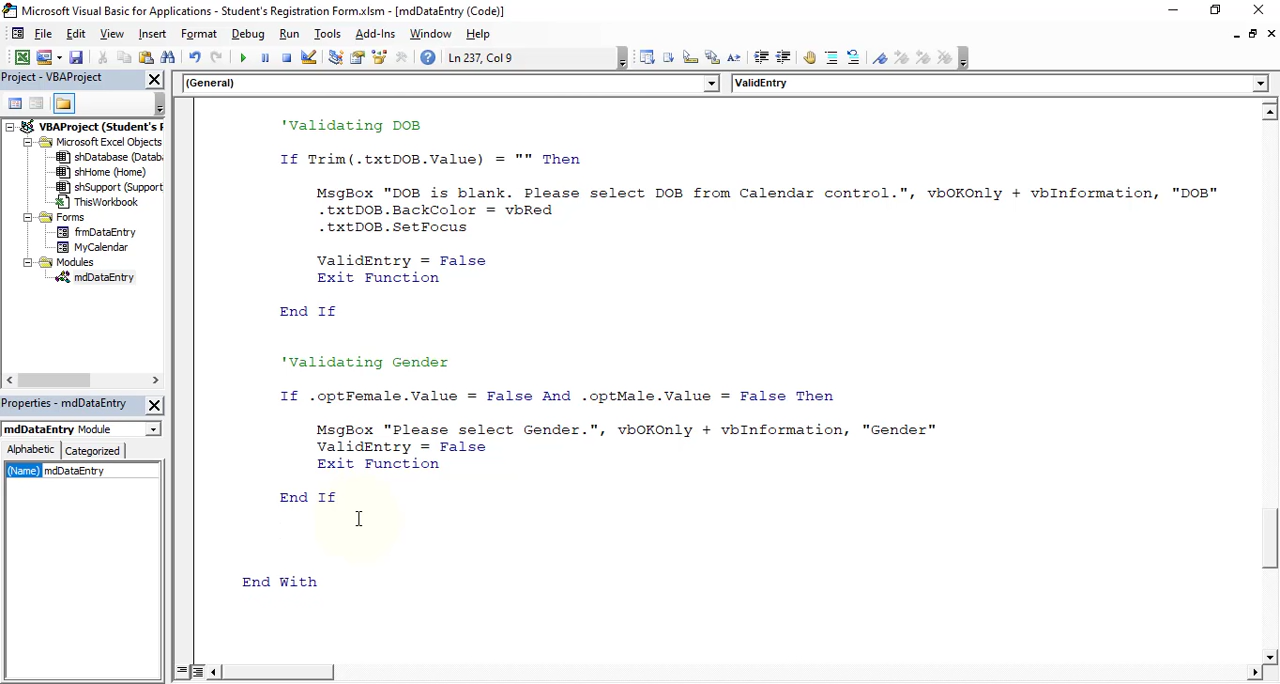 Microsoft Visual Basic for Applications - Student's Registration Form.xlsm - [mdDataEntry (Code)]
File Edit View Insert Format Debug Run Tools Add-Ins Window Help
Ln 237, Col 9
Project - VBAProject
(General)
ValidEntry
VBAProject (Student's F
Microsoft Excel Objects
shDatabase (Datab
shHome (Home)
shSupport (Support
ThisWorkbook
Forms
frmDataEntry
MyCalendar
Modules
mdDataEntry
Properties - mdDataEntry
mdDataEntry Module
Alphabetic Categorized
(Name) mdDataEntry
'Validating DOB
If Trim(.txtDOB.Value) = "" Then
MsgBox "DOB is blank. Please select DOB from Calendar control.", vbOKOnly + vbInformation, "DOB"
.txtDOB.BackColor = vbRed
.txtDOB.SetFocus
ValidEntry = False
Exit Function
End If
'Validating Gender
If .optFemale.Value = False And .optMale.Value = False Then
MsgBox "Please select Gender.", vbOKOnly + vbInformation, "Gender"
ValidEntry = False
Exit Function
End If
End With